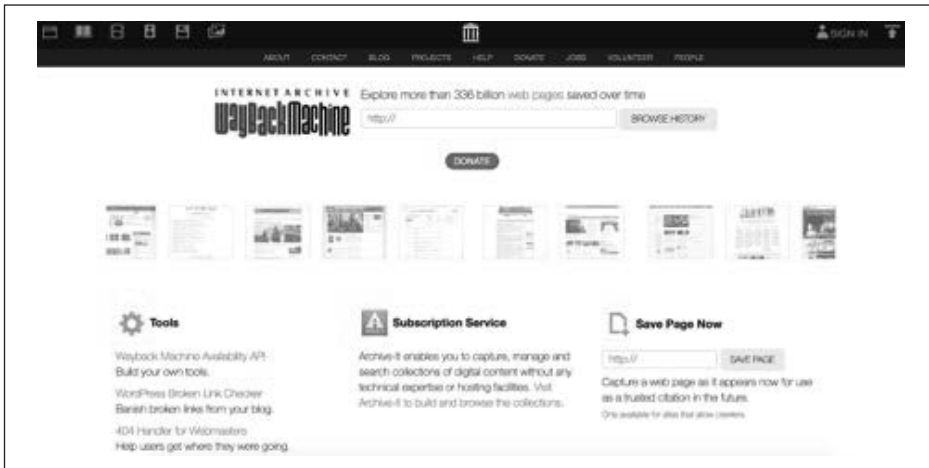 SIGN IN
ABOUT CONTACT BLOG PROJECTS HELP DONATE JOBS VOLUNTEER PEOPLE
INTERNET ARCHIVE
WayBackMachine
Explore more than 336 billion web pages saved over time
http://
BROWSE HISTORY
DONATE
Tools
Wayback Machine Availability API
Build your own tools.
WordPress Broken Link Checker
Banish broken links from your blog.
404 Handler for Webmasters
Help users get where they were going.
Subscription Service
Archive-It enables you to capture, manage and
search collections of digital content without any
technical expertise or hosting facilities. Visit
Archive-It to build and browse the collections.
Save Page Now
http://
SAVE PAGE
Capture a web page as it appears now for use
as a trusted citation in the future.
Only available for sites that allow crawlers.